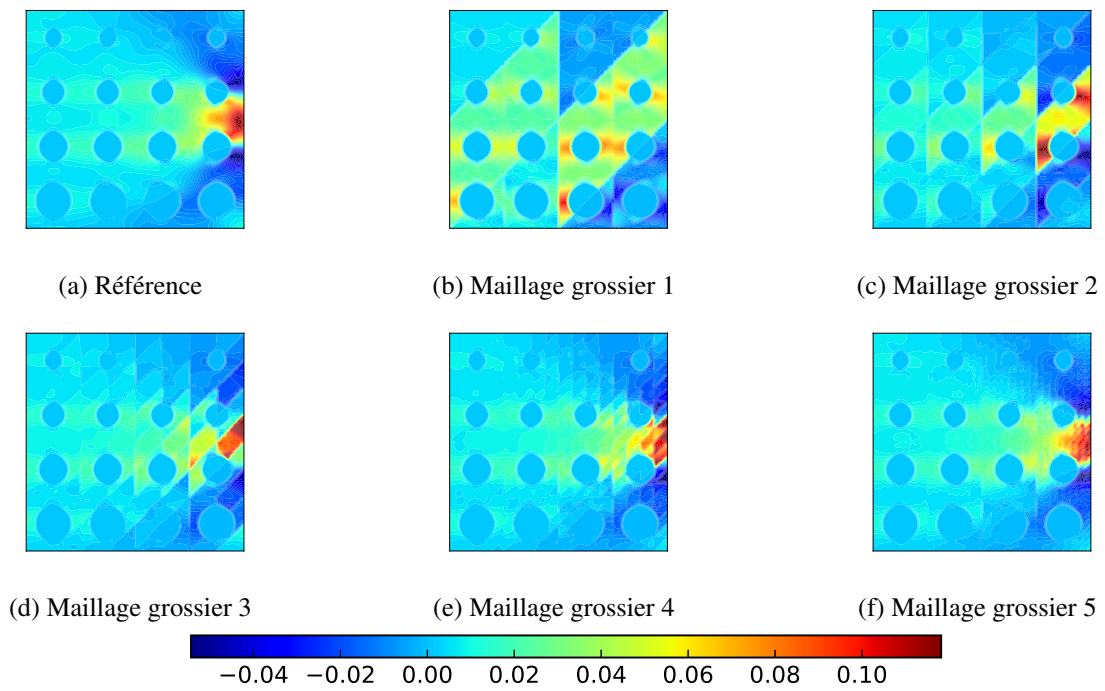 (a) Référence
(b) Maillage grossier 1
(c) Maillage grossier 2
(d) Maillage grossier 3
(e) Maillage grossier 4
(f) Maillage grossier 5
−0.04 −0.02 0.00 0.02 0.04 0.06 0.08 0.10